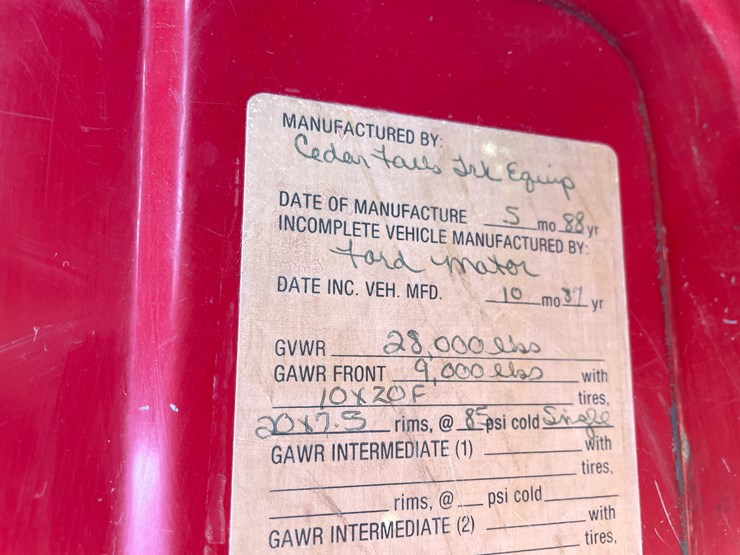 MANUFACTURED BY:
Cedar Falls Trk Equip
DATE OF MANUFACTURE 5 mo 88 yr
INCOMPLETE VEHICLE MANUFACTURED BY:
Ford Motor
DATE INC. VEH. MFD. 10 mo 87 yr
GVWR 28,000 lbs
GAWR FRONT 9,000 lbs with
10X20F tires,
20X7.5 rims, @ 85 psi cold Single
GAWR INTERMEDIATE (1) with
tires,
rims, @ psi cold
GAWR INTERMEDIATE (2) with
tires,